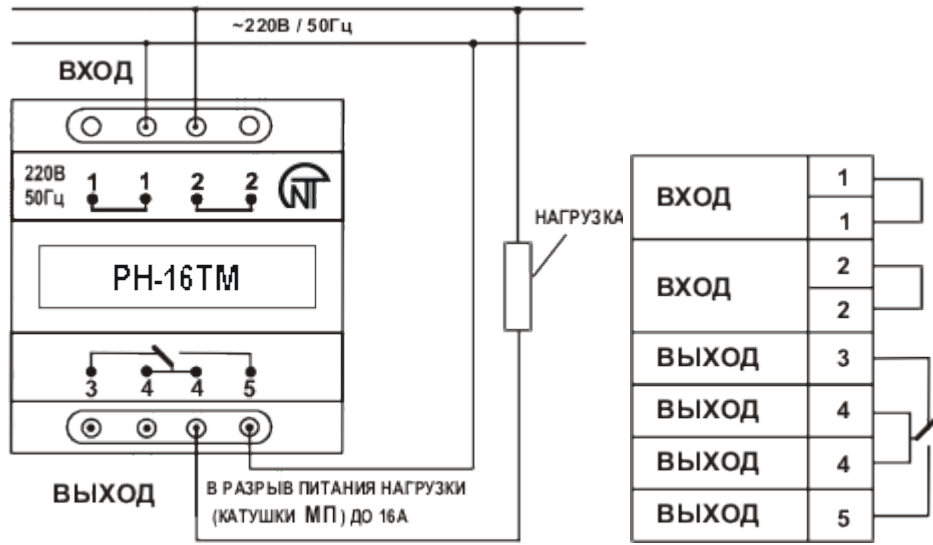 ~220В / 50Гц
ВХОД
220В
50Гц
1 1 2 2
NT
РН-16ТМ
3 4 4 5
ВЫХОД
В РАЗРЫВ ПИТАНИЯ НАГРУЗКИ
(КАТУШКИ МП) ДО 16А
НАГРУЗКА
ВХОД 1
1
ВХОД 2
2
ВЫХОД 3
ВЫХОД 4
ВЫХОД 4
ВЫХОД 5